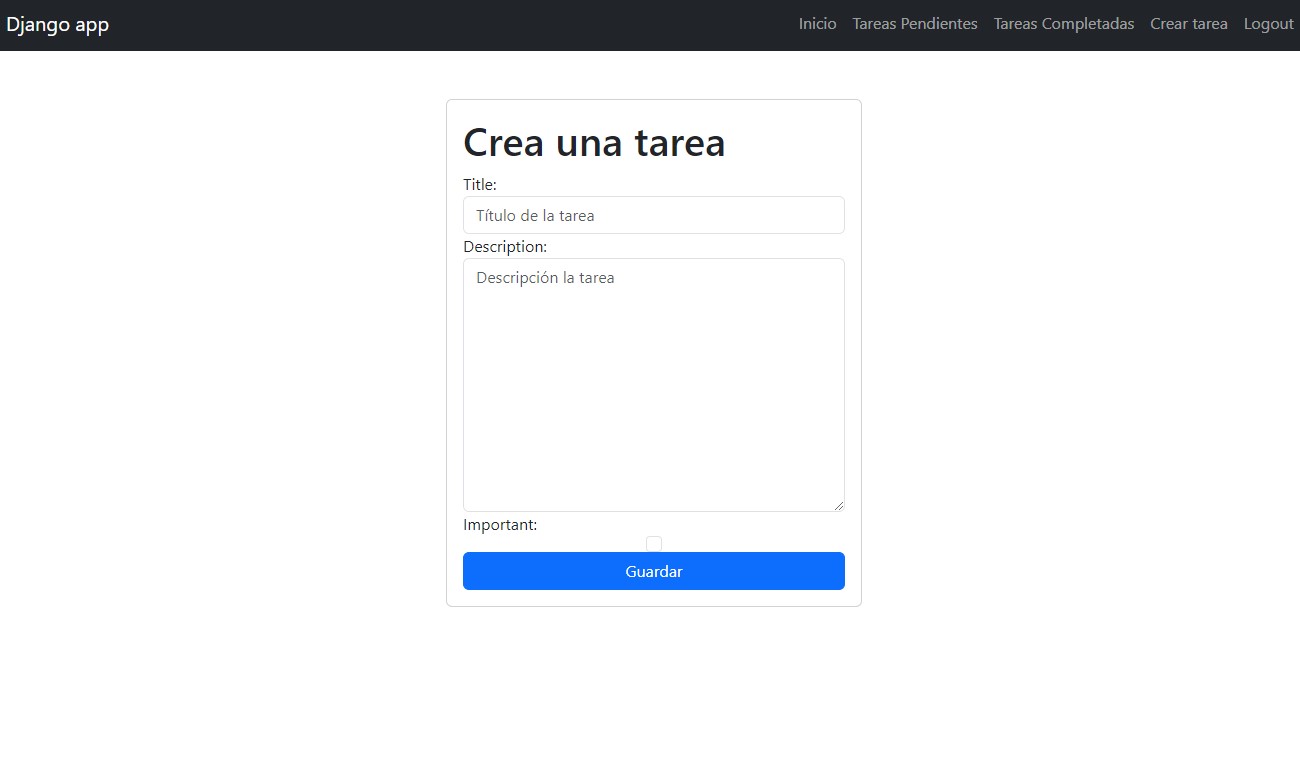 Django app Inicio Tareas Pendientes Tareas Completadas Crear tarea Logout
Crea una tarea
Title:
Título de la tarea
Description:
Descripción la tarea
Important:
Guardar